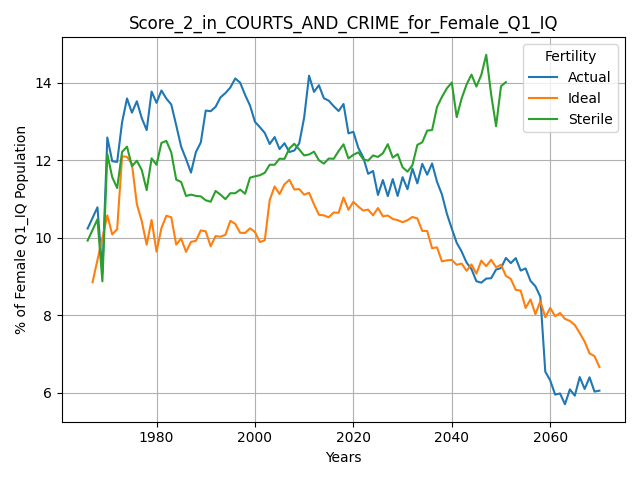 Score_2_in_COURTS_AND_CRIME_for_Female_Q1_IQ
% of Female Q1_IQ Population
14
12
10
8
6
Fertility
Actual
Ideal
Sterile
1980
2000
2020
2040
2060
Years